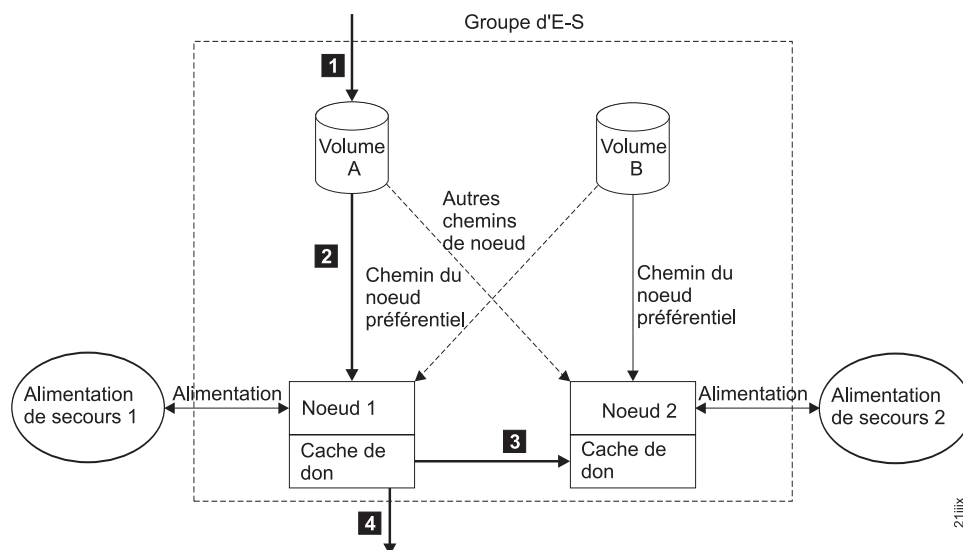 Groupe d'E-S
1
Volume
A
Volume
B
Autres
chemins
de noeud
2
Chemin du
noeud
préférentiel
Chemin du
noeud
préférentiel
Alimentation
de secours 1
Alimentation
Noeud 1
Noeud 2
Alimentation
Alimentation
de secours 2
Cache de
don
3
Cache de
don
4
21iiix